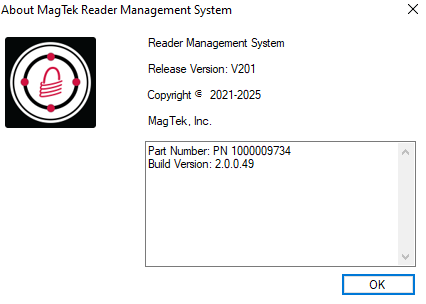 About MagTek Reader Management System
Reader Management System
Release Version: V201
Copyright © 2021-2025
MagTek, Inc.
Part Number: PN 1000009734
Build Version: 2.0.0.49
OK